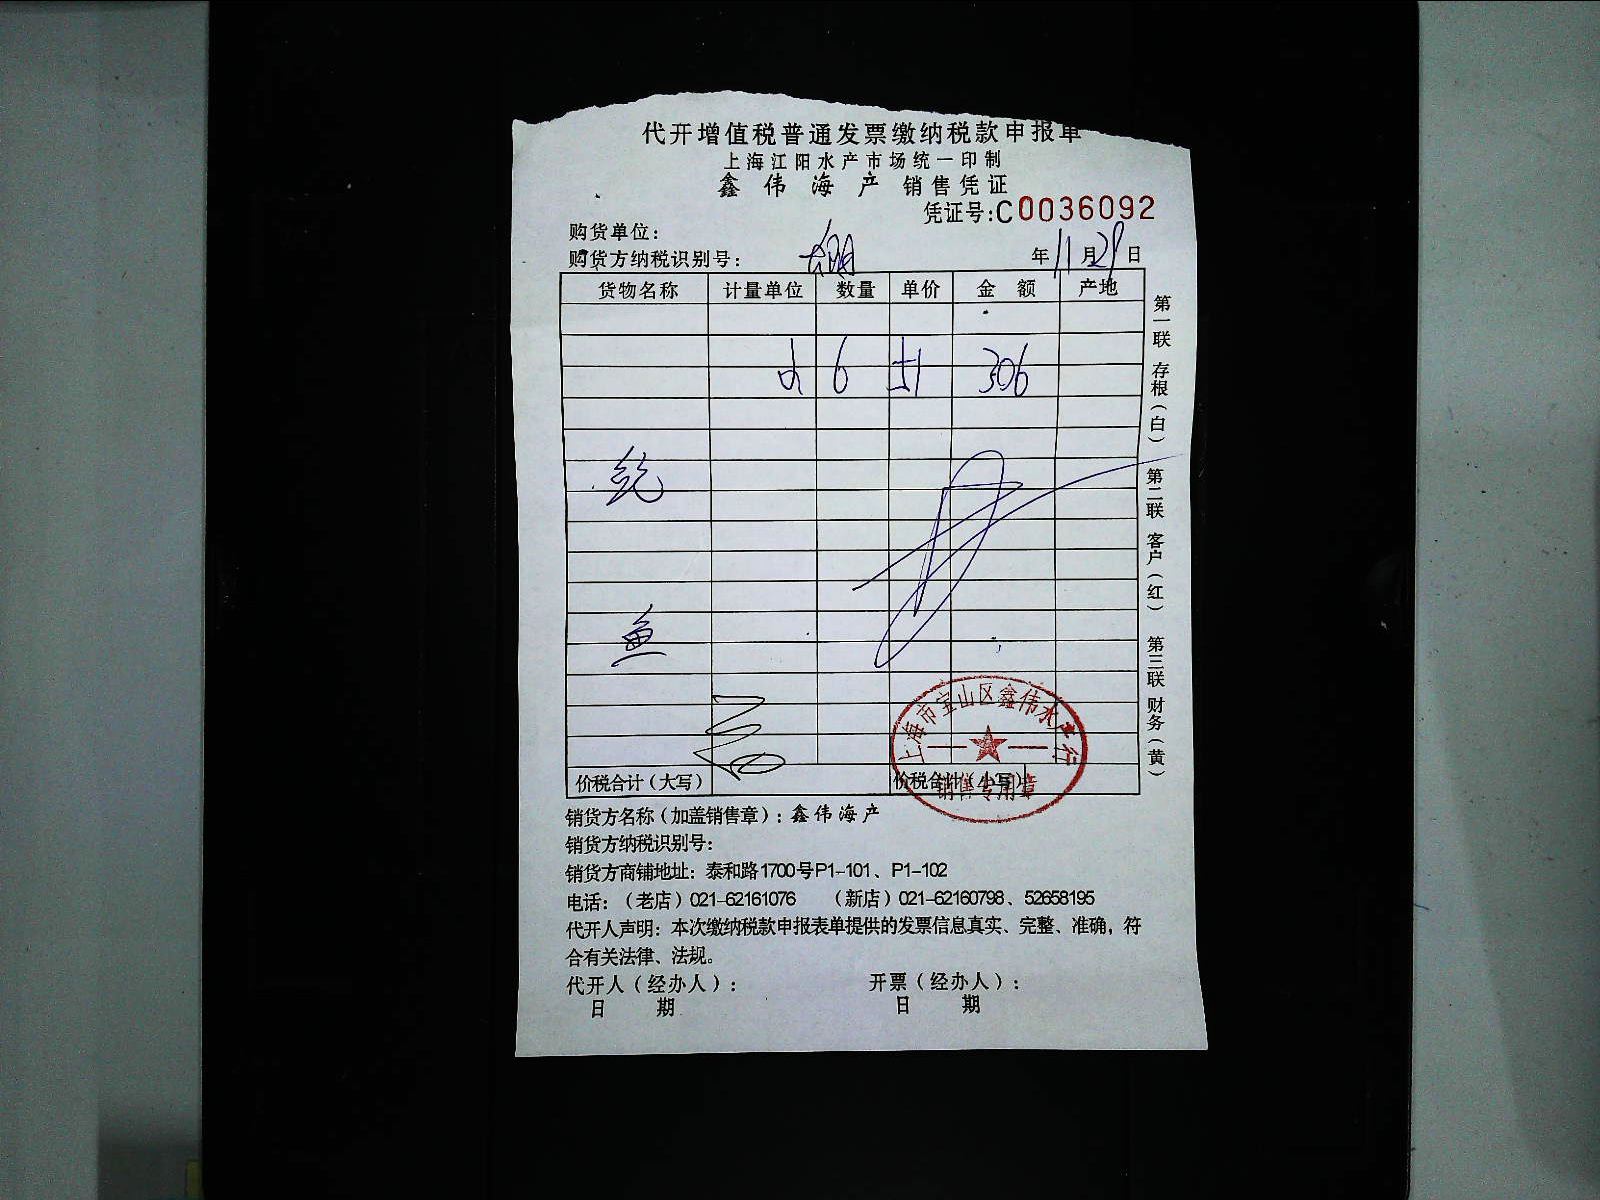 代开增值税普通发票缴纳税款申报单
上海江阳水产市场统一印制
鑫伟海产 销售凭证
凭证号:C0036092
购货单位:
购货方纳税识别号:
年11月29日
货物名称 计量单位 数量 单价 金额 产地
小 6 51 306
鱼
价税合计(大写) 价税合计(小写)
上海市宝山区鑫伟水产行
销售专用章
第一联 存根(白) 第二联 客户(红) 第三联 财务(黄)
销货方名称(加盖销售章):鑫伟海产
销货方纳税识别号:
销货方商铺地址:泰和路1700号P1-101、P1-102
电话:(老店)021-62161076 (新店)021-62160798、52658195
代开人声明:本次缴纳税款申报表单提供的发票信息真实、完整、准确,符
合有关法律、法规。
代开人(经办人): 开票(经办人):
日 期 日 期